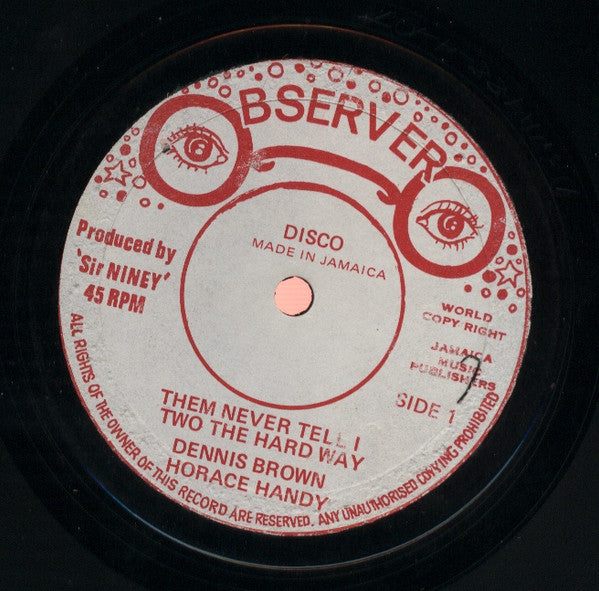 OBSERVER
DISCO
MADE IN JAMAICA
Produced by
'Sir NINEY'
45 RPM
WORLD
COPY RIGHT
JAMAICA
MUSIC
PUBLISHERS
SIDE 1
7
THEM NEVER TELL I
TWO THE HARD WAY
DENNIS BROWN
HORACE HANDY
ALL RIGHTS OF THE OWNER OF THIS RECORD ARE RESERVED. ANY UNAUTHORISED COPYING PROHIBITED